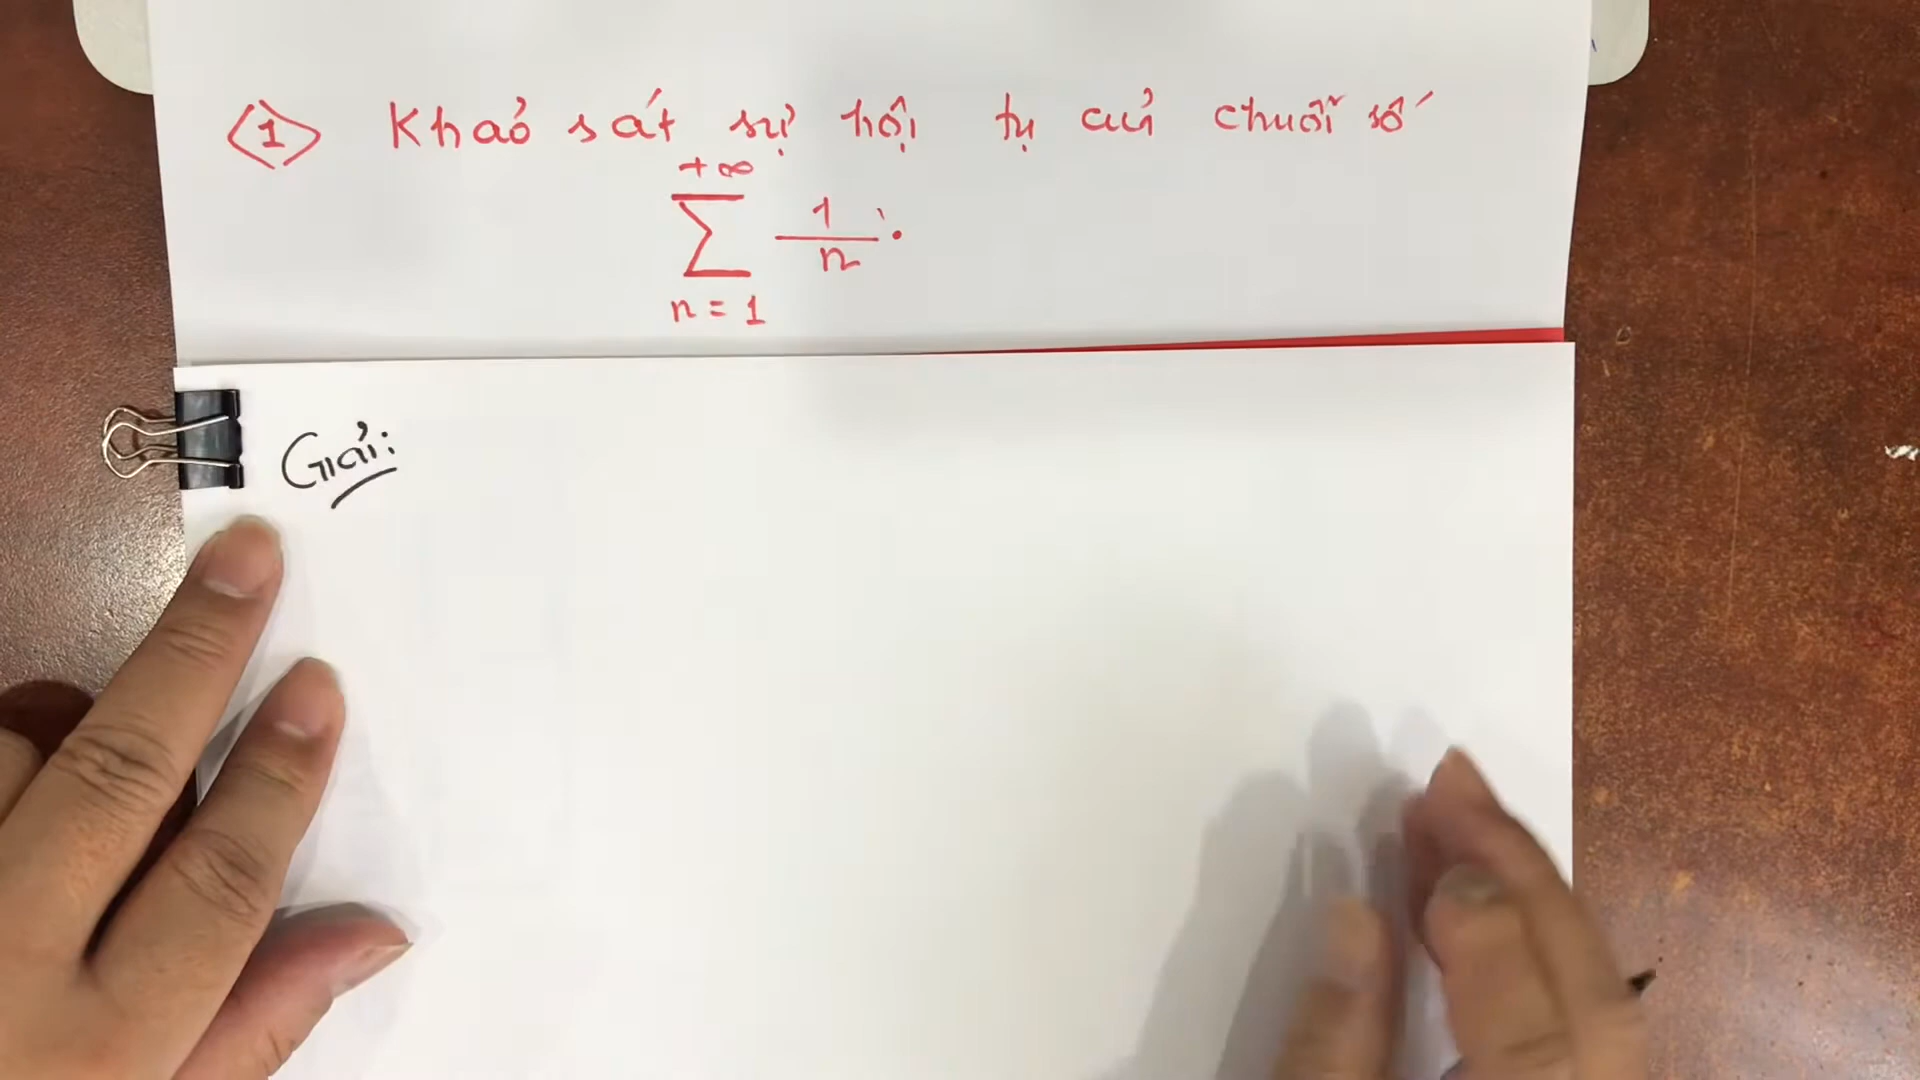 1 Khảo sát sự hội tụ của chuỗi số
+∞
∑ 1/n .
n = 1
Giải: